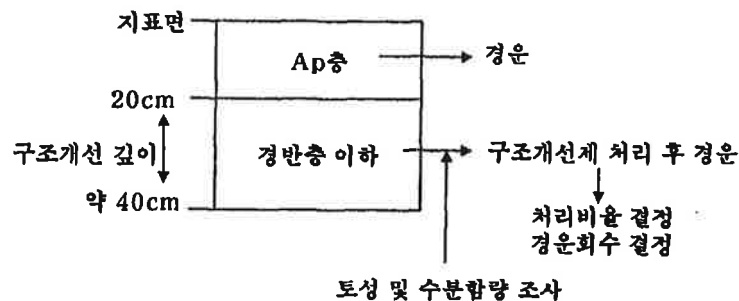 지표면
Ap층
경운
20cm
구조개선 깊이
경반층 이하
구조개선제 처리 후 경운
약 40cm
처리비율 결정
경운회수 결정
토성 및 수분함량 조사